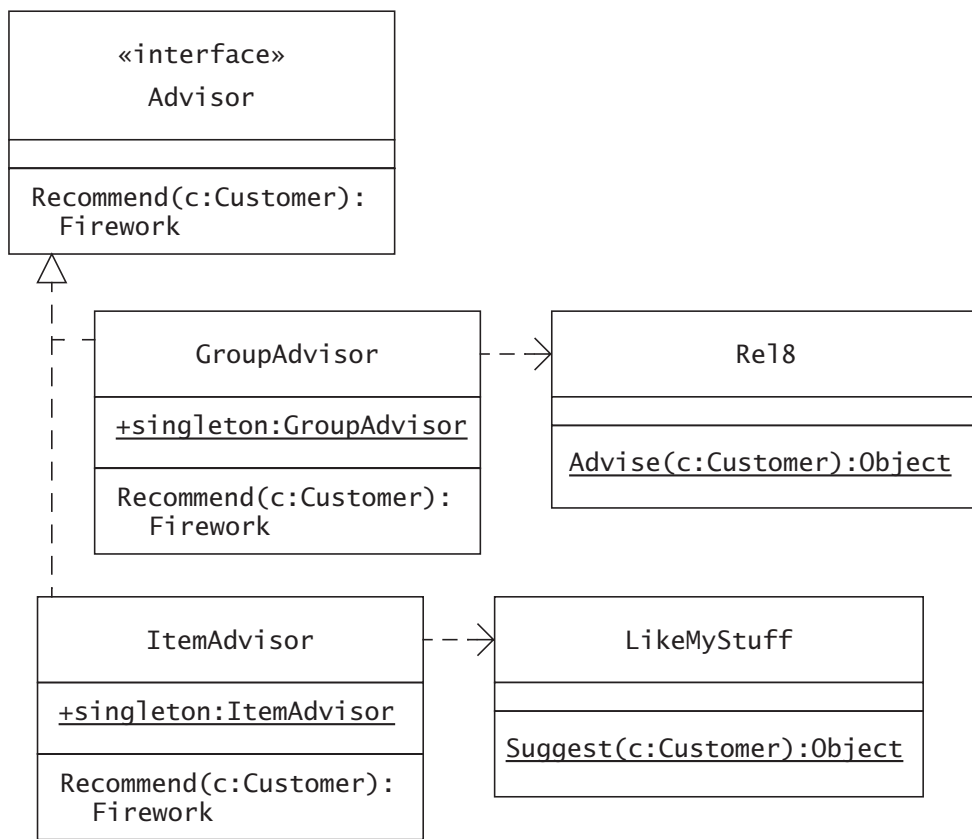 «interface»
Advisor
Recommend(c:Customer):
Firework
GroupAdvisor
+singleton:GroupAdvisor
Recommend(c:Customer):
Firework
Rel8
Advise(c:Customer):Object
ItemAdvisor
+singleton:ItemAdvisor
Recommend(c:Customer):
Firework
LikeMyStuff
Suggest(c:Customer):Object